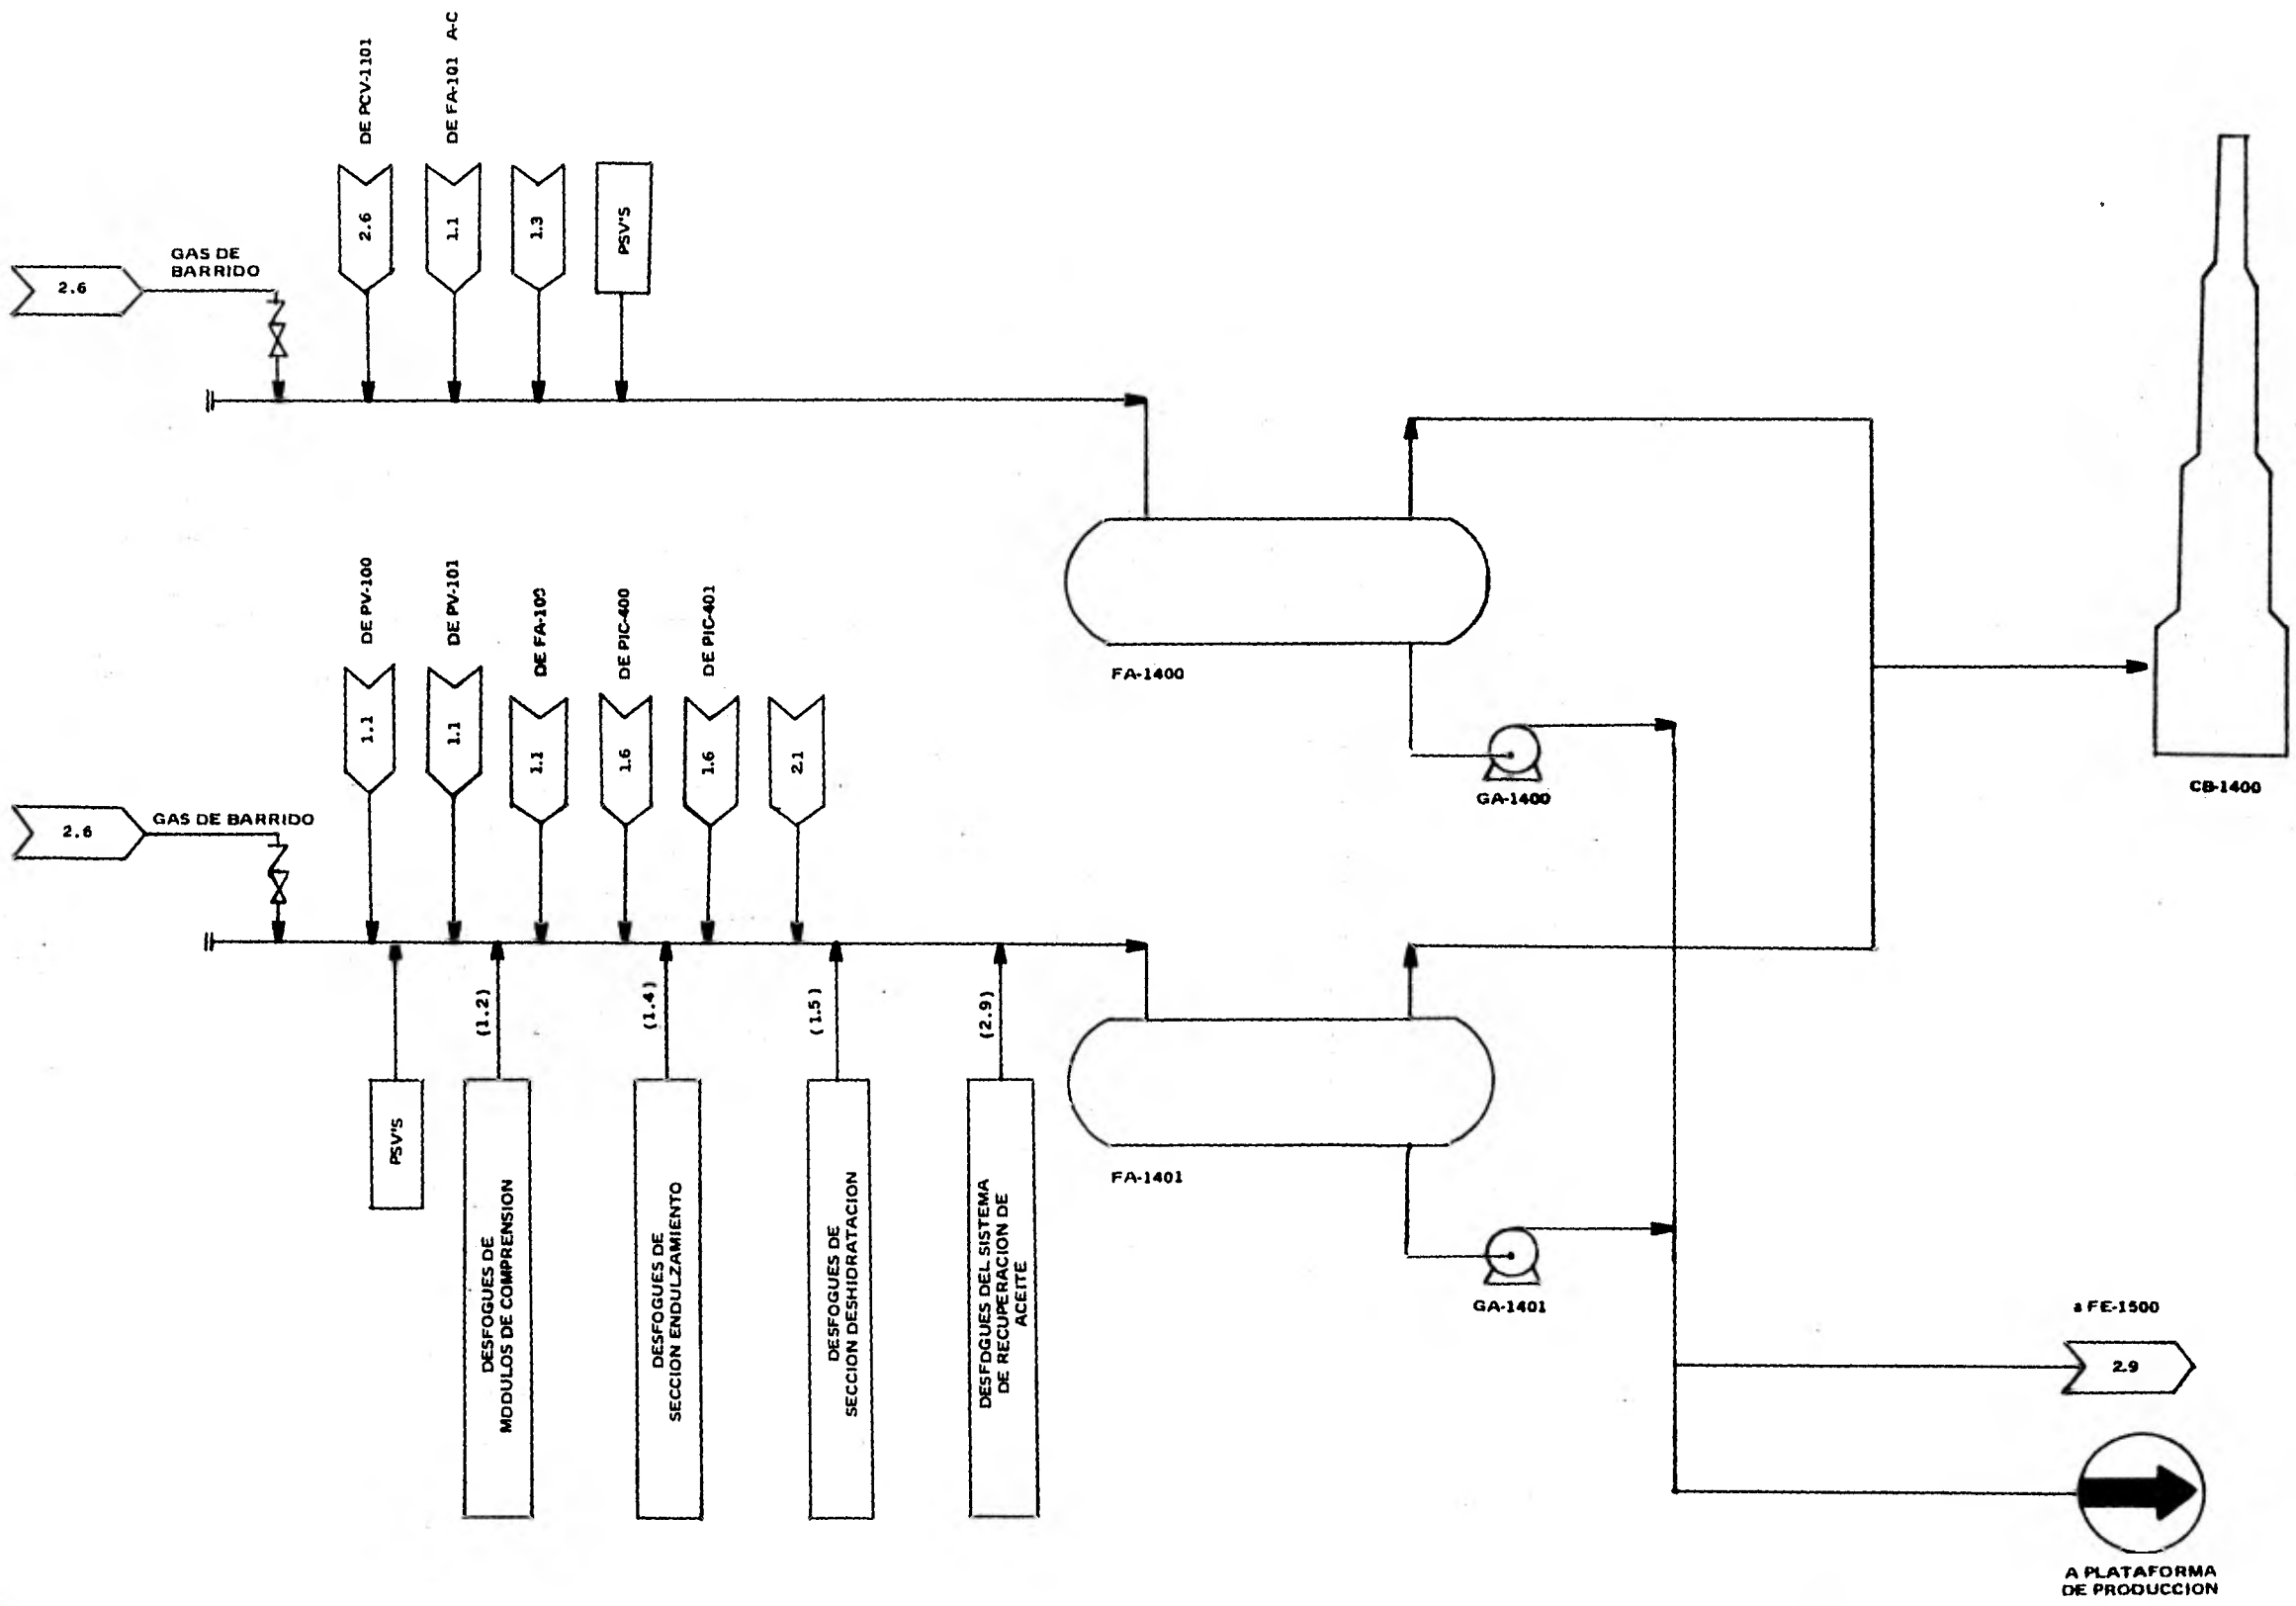 DE PCV-1101
DE FA-101 A-C
2.6
1.1
1.3
PSV'S
GAS DE
BARRIDO
2.6
DE PV-100
DE PV-101
DE FA-109
DE PIC-400
DE PIC-401
1.1
1.1
1.1
1.6
1.6
2.1
GAS DE BARRIDO
2.6
FA-1400
GA-1400
CB-1400
(1.2)
(1.4)
(1.5)
(2.9)
PSV'S
DESFOGUES DE
MODULOS DE COMPRENSION
DESFOGUES DE
SECCION ENDULZAMIENTO
DESFOGUES DE
SECCION DESHIDRATACION
DESFOGUES DEL SISTEMA
DE RECUPERACION DE
ACEITE
FA-1401
GA-1401
a FE-1500
2.9
A PLATAFORMA
DE PRODUCCION